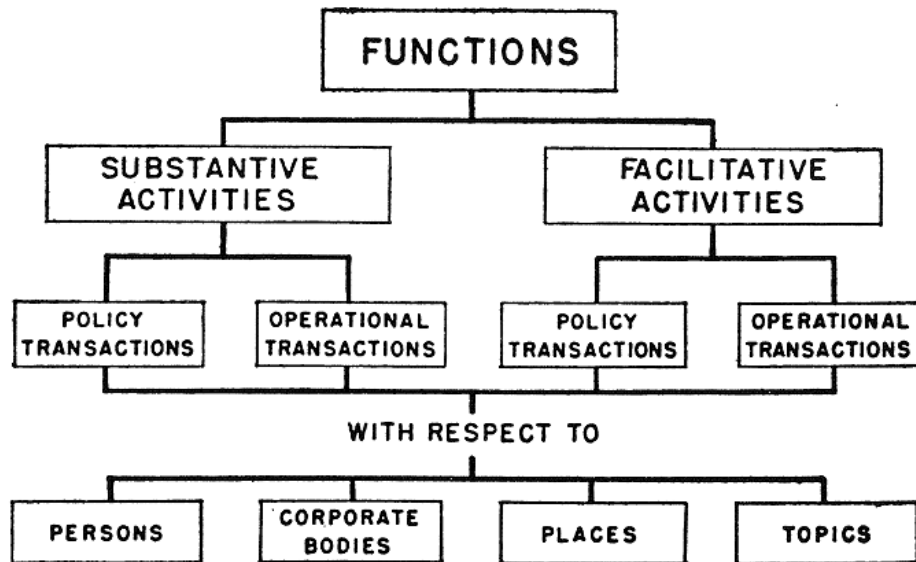 FUNCTIONS
SUBSTANTIVE
ACTIVITIES
FACILITATIVE
ACTIVITIES
POLICY
TRANSACTIONS
OPERATIONAL
TRANSACTIONS
POLICY
TRANSACTIONS
OPERATIONAL
TRANSACTIONS
WITH RESPECT TO
PERSONS
CORPORATE
BODIES
PLACES
TOPICS